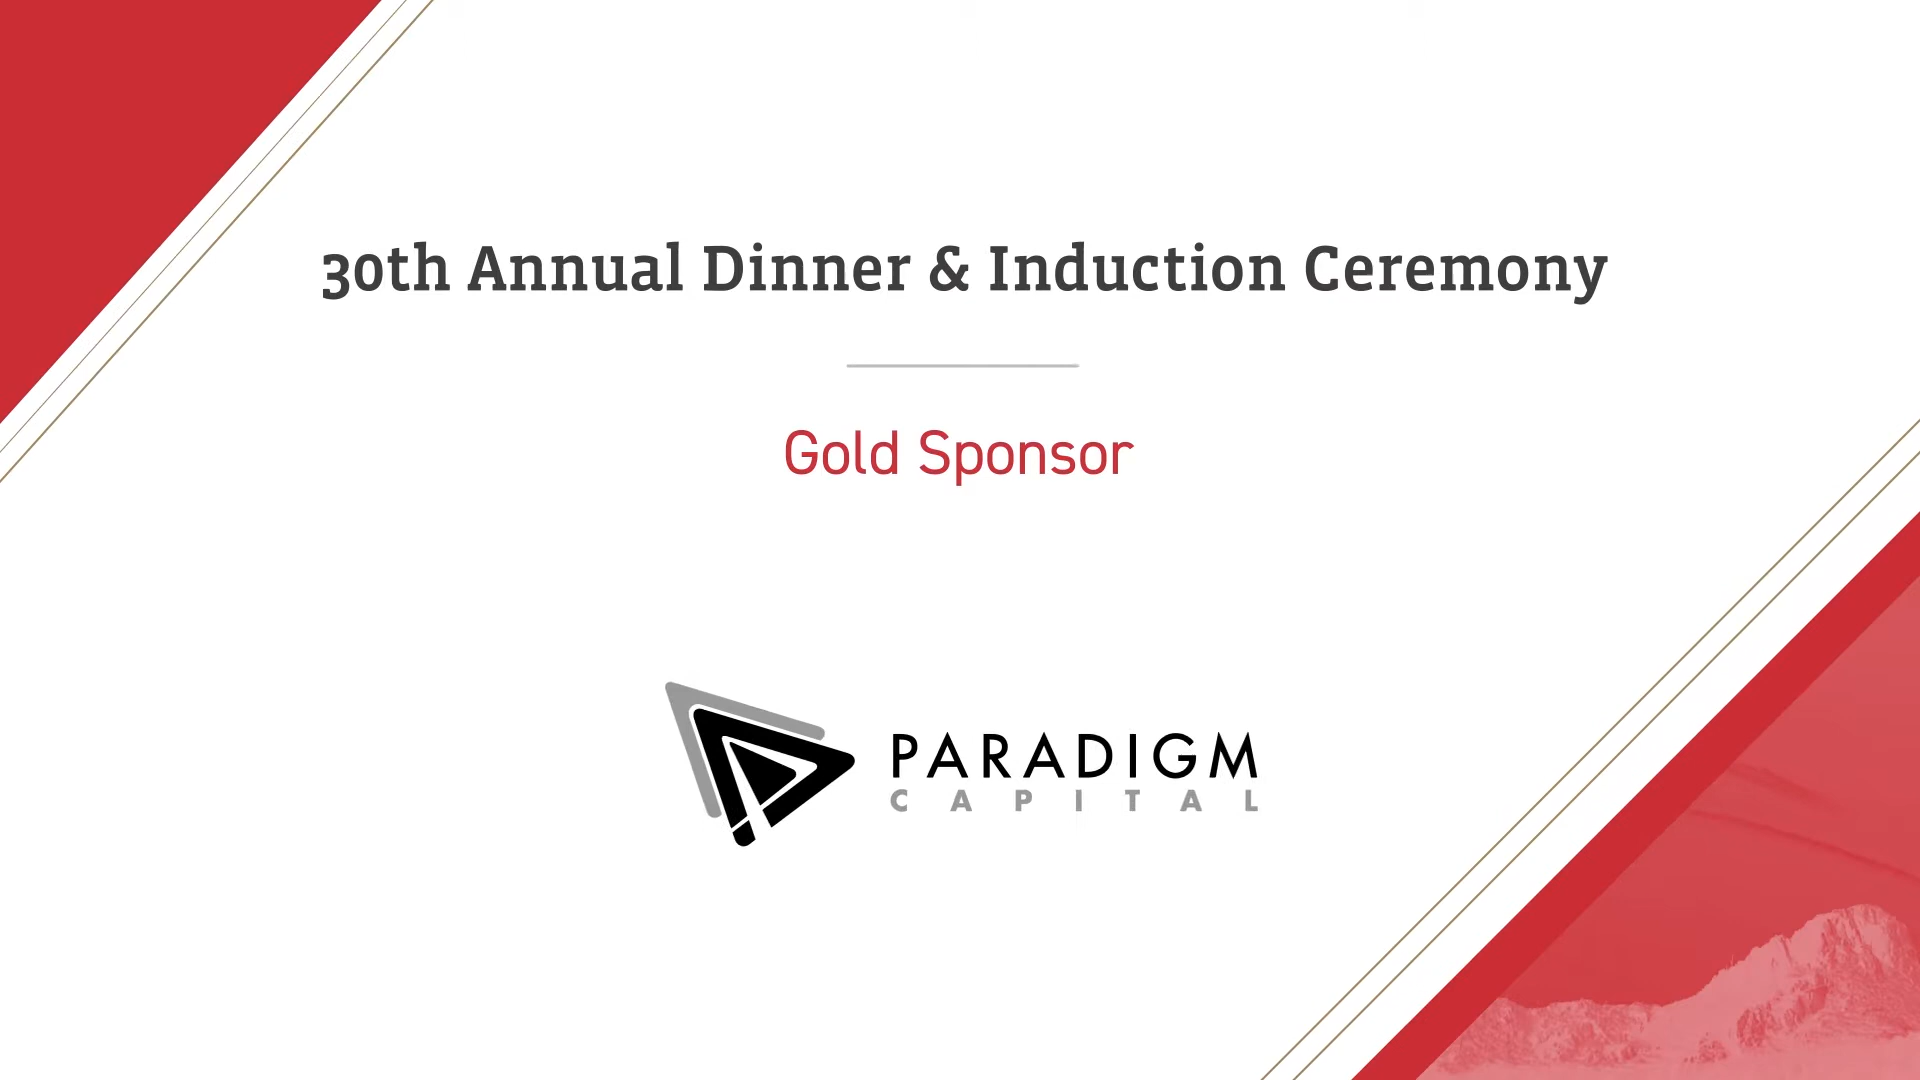 30th Annual Dinner & Induction Ceremony
Gold Sponsor
PARADIGM
CAPITAL